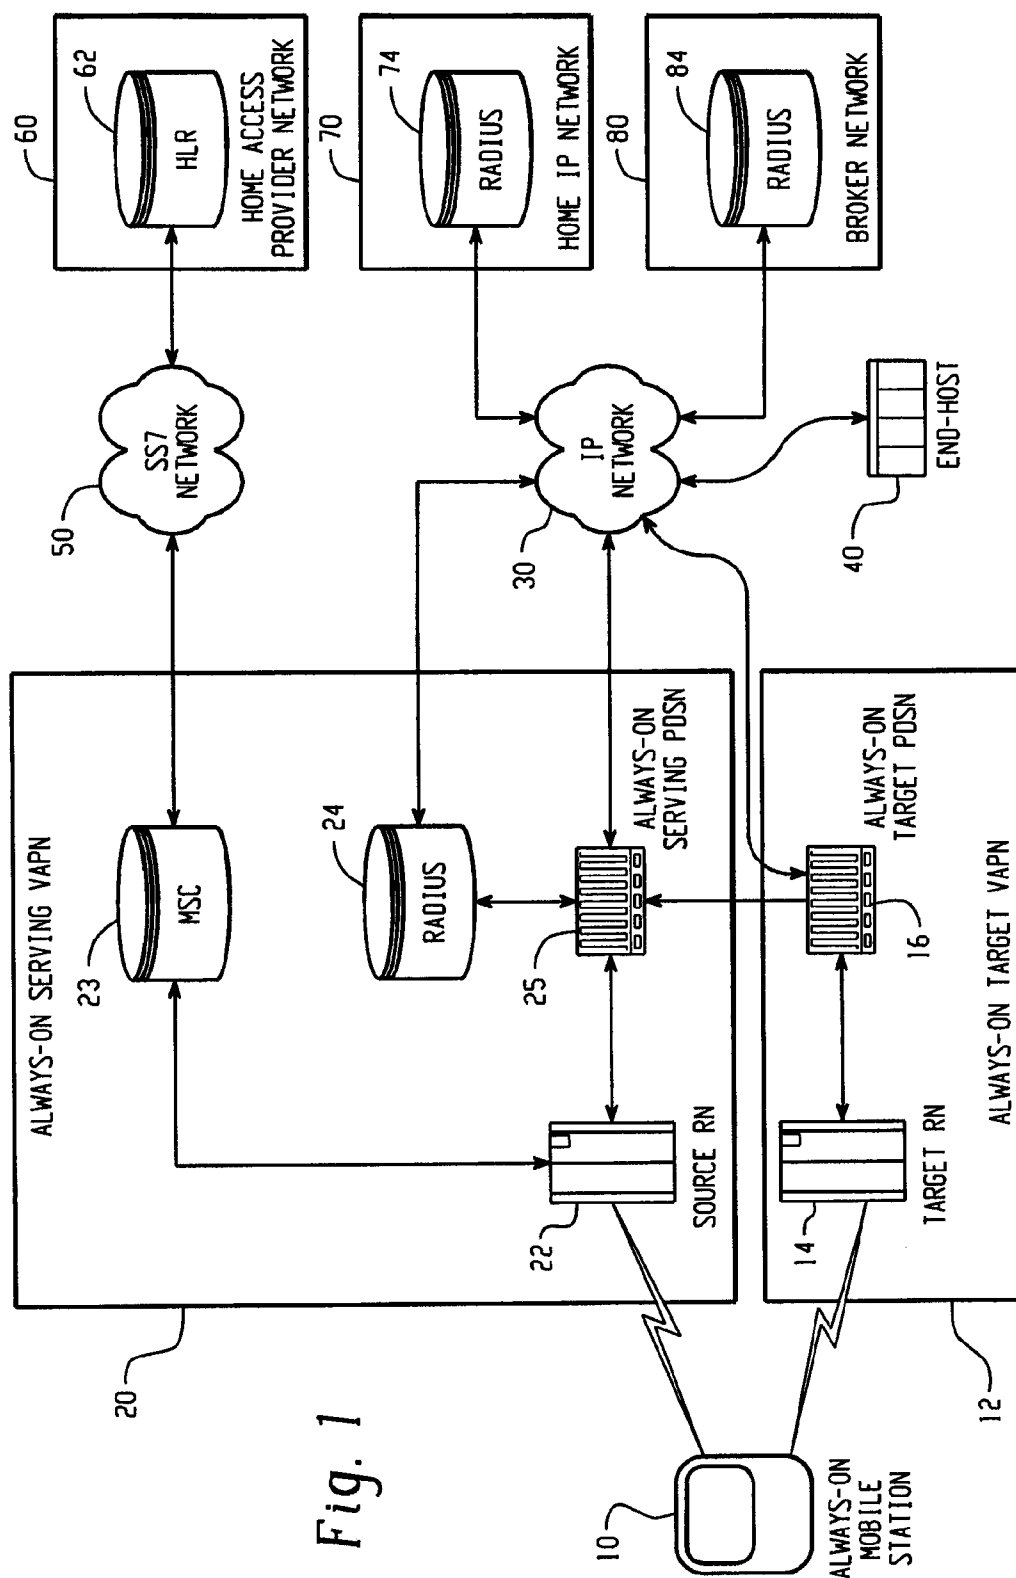 60
62
HLR
HOME ACCESS
PROVIDER NETWORK
70
74
RADIUS
HOME IP NETWORK
80
84
RADIUS
BROKER NETWORK
50
SS7
NETWORK
30
IP
NETWORK
40
END-HOST
ALWAYS-ON SERVING VAPN
20
23
MSC
24
RADIUS
25
ALWAYS-ON
SERVING PDSN
22
SOURCE RN
12
ALWAYS-ON
TARGET PDSN
16
14
TARGET RN
ALWAYS-ON TARGET VAPN
10
ALWAYS-ON
MOBILE
STATION
Fig. 1